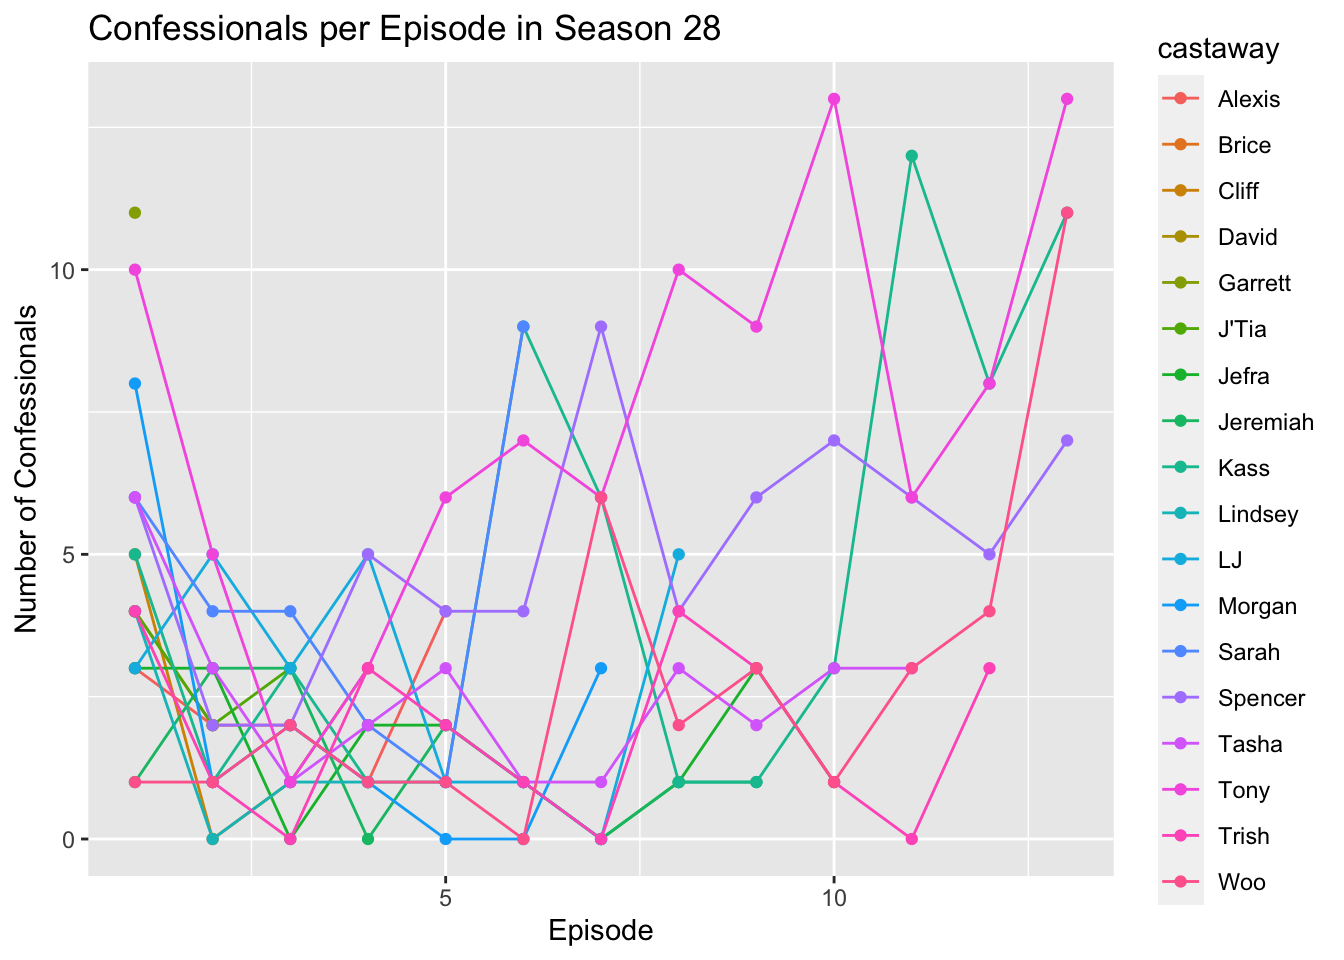 Confessionals per Episode in Season 28
castaway
Alexis
Brice
Cliff
David
Garrett
J'Tia
Jefra
Jeremiah
Kass
Lindsey
LJ
Morgan
Sarah
Spencer
Tasha
Tony
Trish
Woo
Number of Confessionals
10
5
0
5
10
Episode